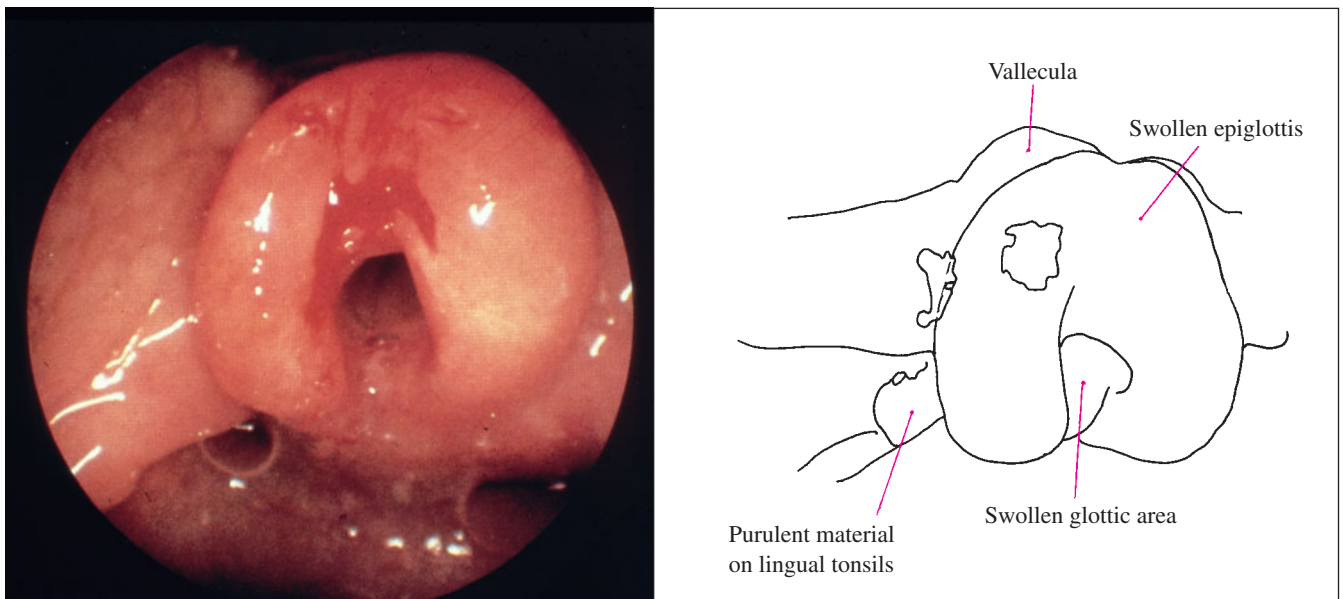 Vallecula
Swollen epiglottis
Swollen glottic area
Purulent material
on lingual tonsils